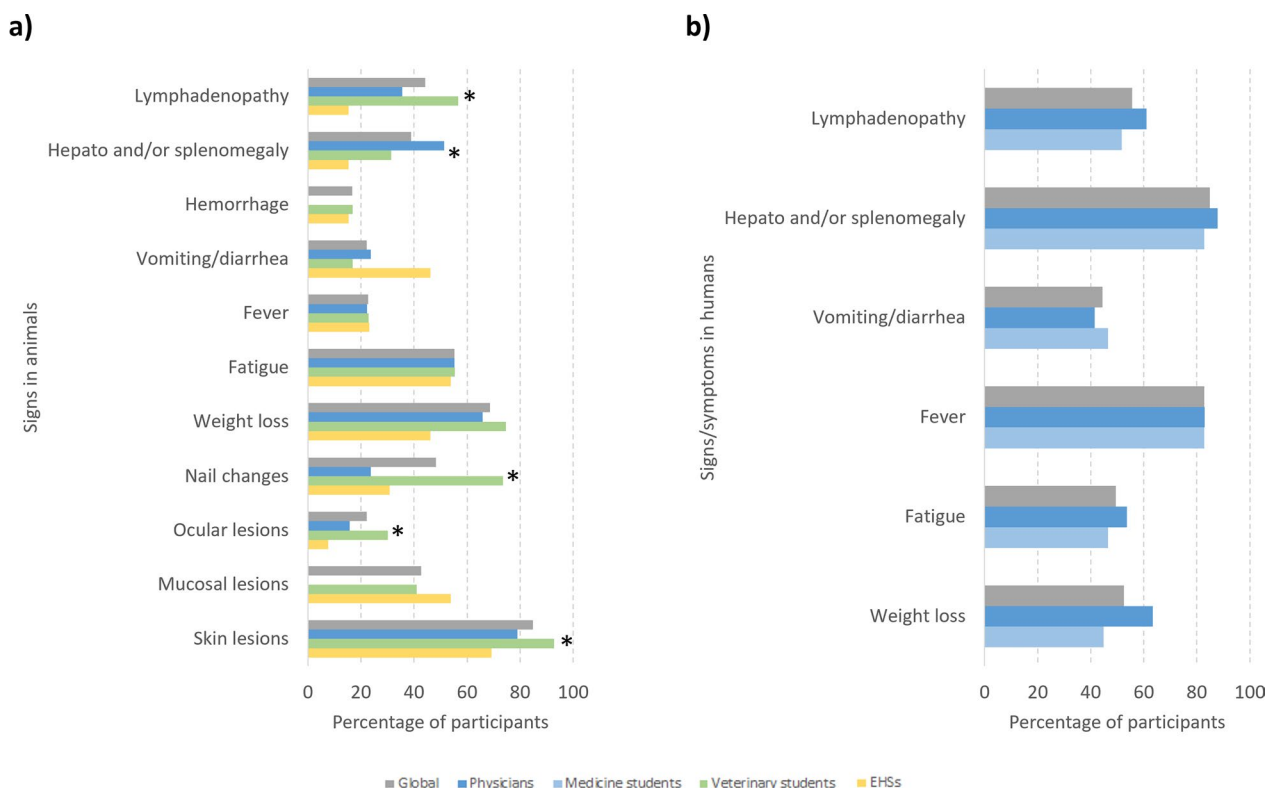 a)
Signs in animals
Lymphadenopathy
*
Hepato and/or splenomegaly
*
Hemorrhage
Vomiting/diarrhea
Fever
Fatigue
Weight loss
Nail changes
*
Ocular lesions
*
Mucosal lesions
Skin lesions
*
0 20 40 60 80 100
Percentage of participants
b)
Signs/symptoms in humans
Lymphadenopathy
Hepato and/or splenomegaly
Vomiting/diarrhea
Fever
Fatigue
Weight loss
0 20 40 60 80 100
Percentage of participants
Global Physicians Medicine students Veterinary students EHSs